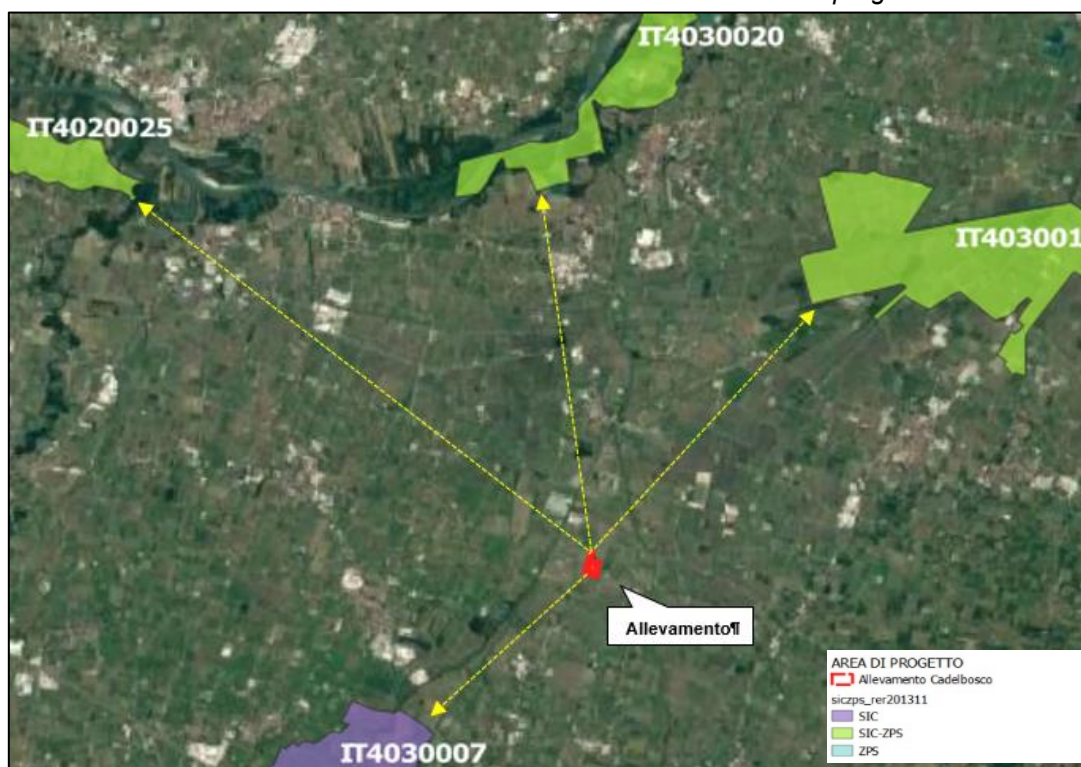 IT4030020
IT4020025
IT403001
Allevamento¶
IT4030007
AREA DI PROGETTO
Allevamento Cadelbosco
siczps_rer201311
SIC
SIC-ZPS
ZPS